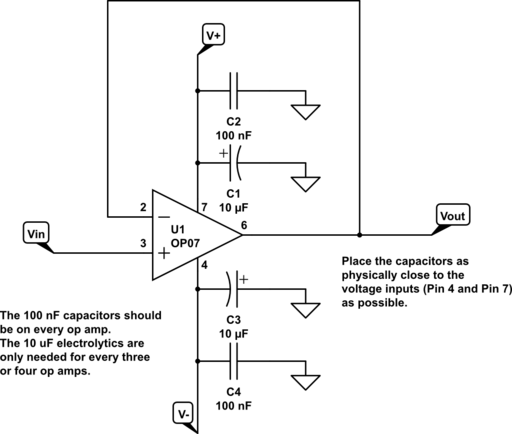 V+
C2
100 nF
+
C1
10 µF
2
7
−
U1
OP07
6
Vout
Vin
3
+
4
Place the capacitors as
physically close to the
voltage inputs (Pin 4 and Pin 7)
as possible.
+
C3
10 µF
The 100 nF capacitors should
be on every op amp.
The 10 uF electrolytics are
only needed for every three
or four op amps.
C4
100 nF
V-